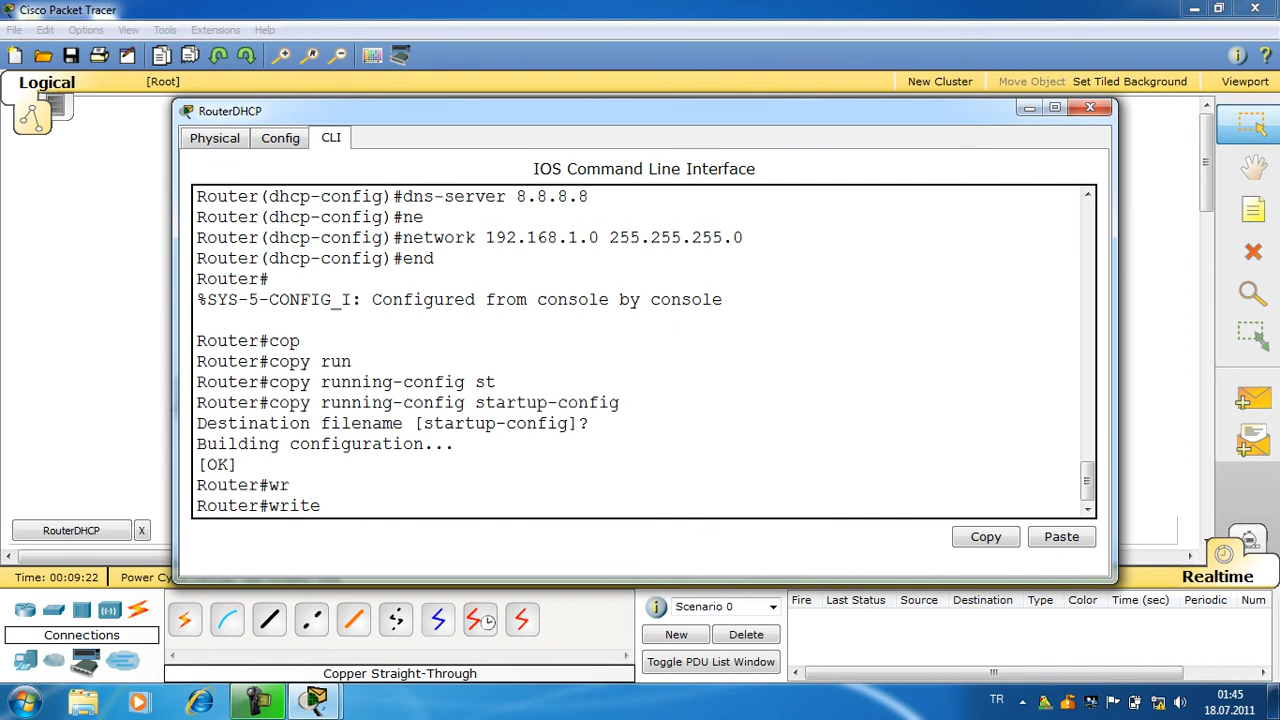 Cisco Packet Tracer
File Edit Options View Tools Extensions Help
Logical [Root] New Cluster Move Object Set Tiled Background Viewport
RouterDHCP
Physical Config CLI
IOS Command Line Interface
Router(dhcp-config)#dns-server 8.8.8.8
Router(dhcp-config)#ne
Router(dhcp-config)#network 192.168.1.0 255.255.255.0
Router(dhcp-config)#end
Router#
%SYS-5-CONFIG_I: Configured from console by console
Router#cop
Router#copy run
Router#copy running-config st
Router#copy running-config startup-config
Destination filename [startup-config]?
Building configuration...
[OK]
Router#wr
Router#write
Copy Paste
RouterDHCP X
Time: 00:09:22 Power Cy
Realtime
Scenario 0
Fire Last Status Source Destination Type Color Time (sec) Periodic Num
Connections
New Delete
Toggle PDU List Window
Copper Straight-Through
TR
01:45
18.07.2011